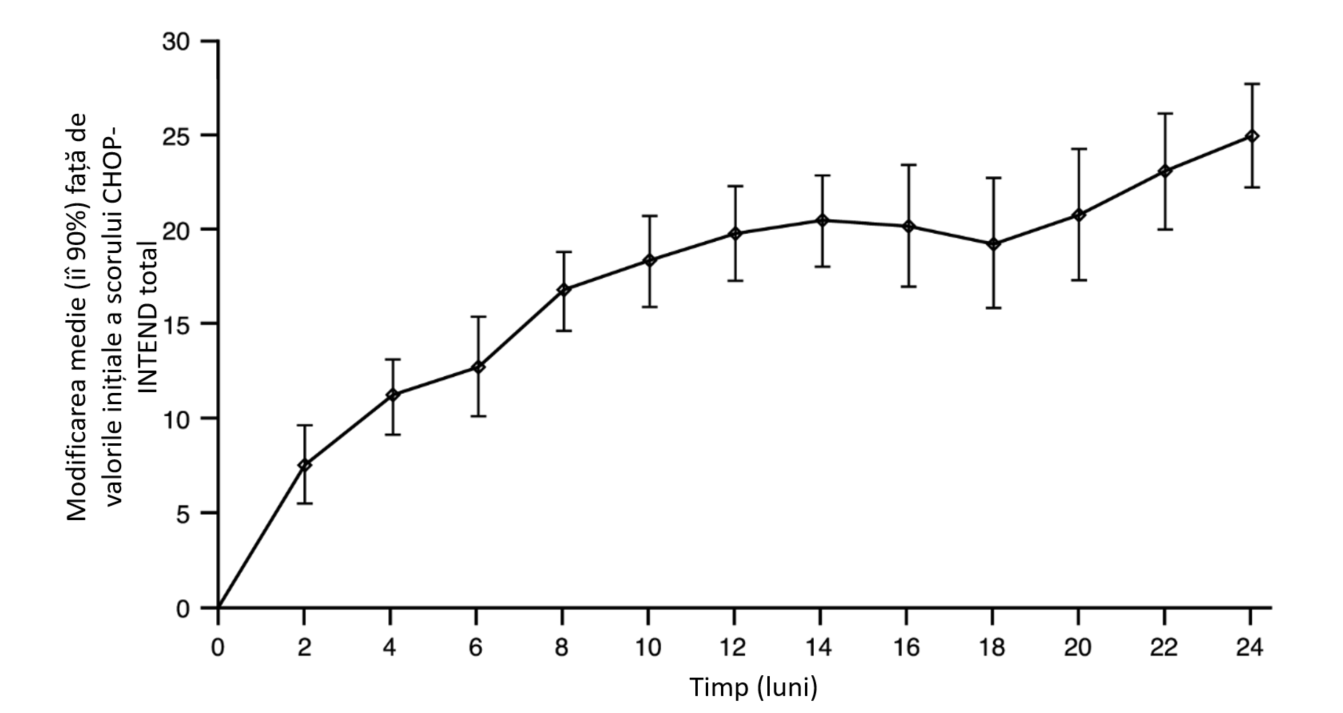 Modificarea medie (iî 90%) față de
valorile inițiale a scorului CHOP-
INTEND total
30
25
20
15
10
5
0
0 2 4 6 8 10 12 14 16 18 20 22 24
Timp (luni)